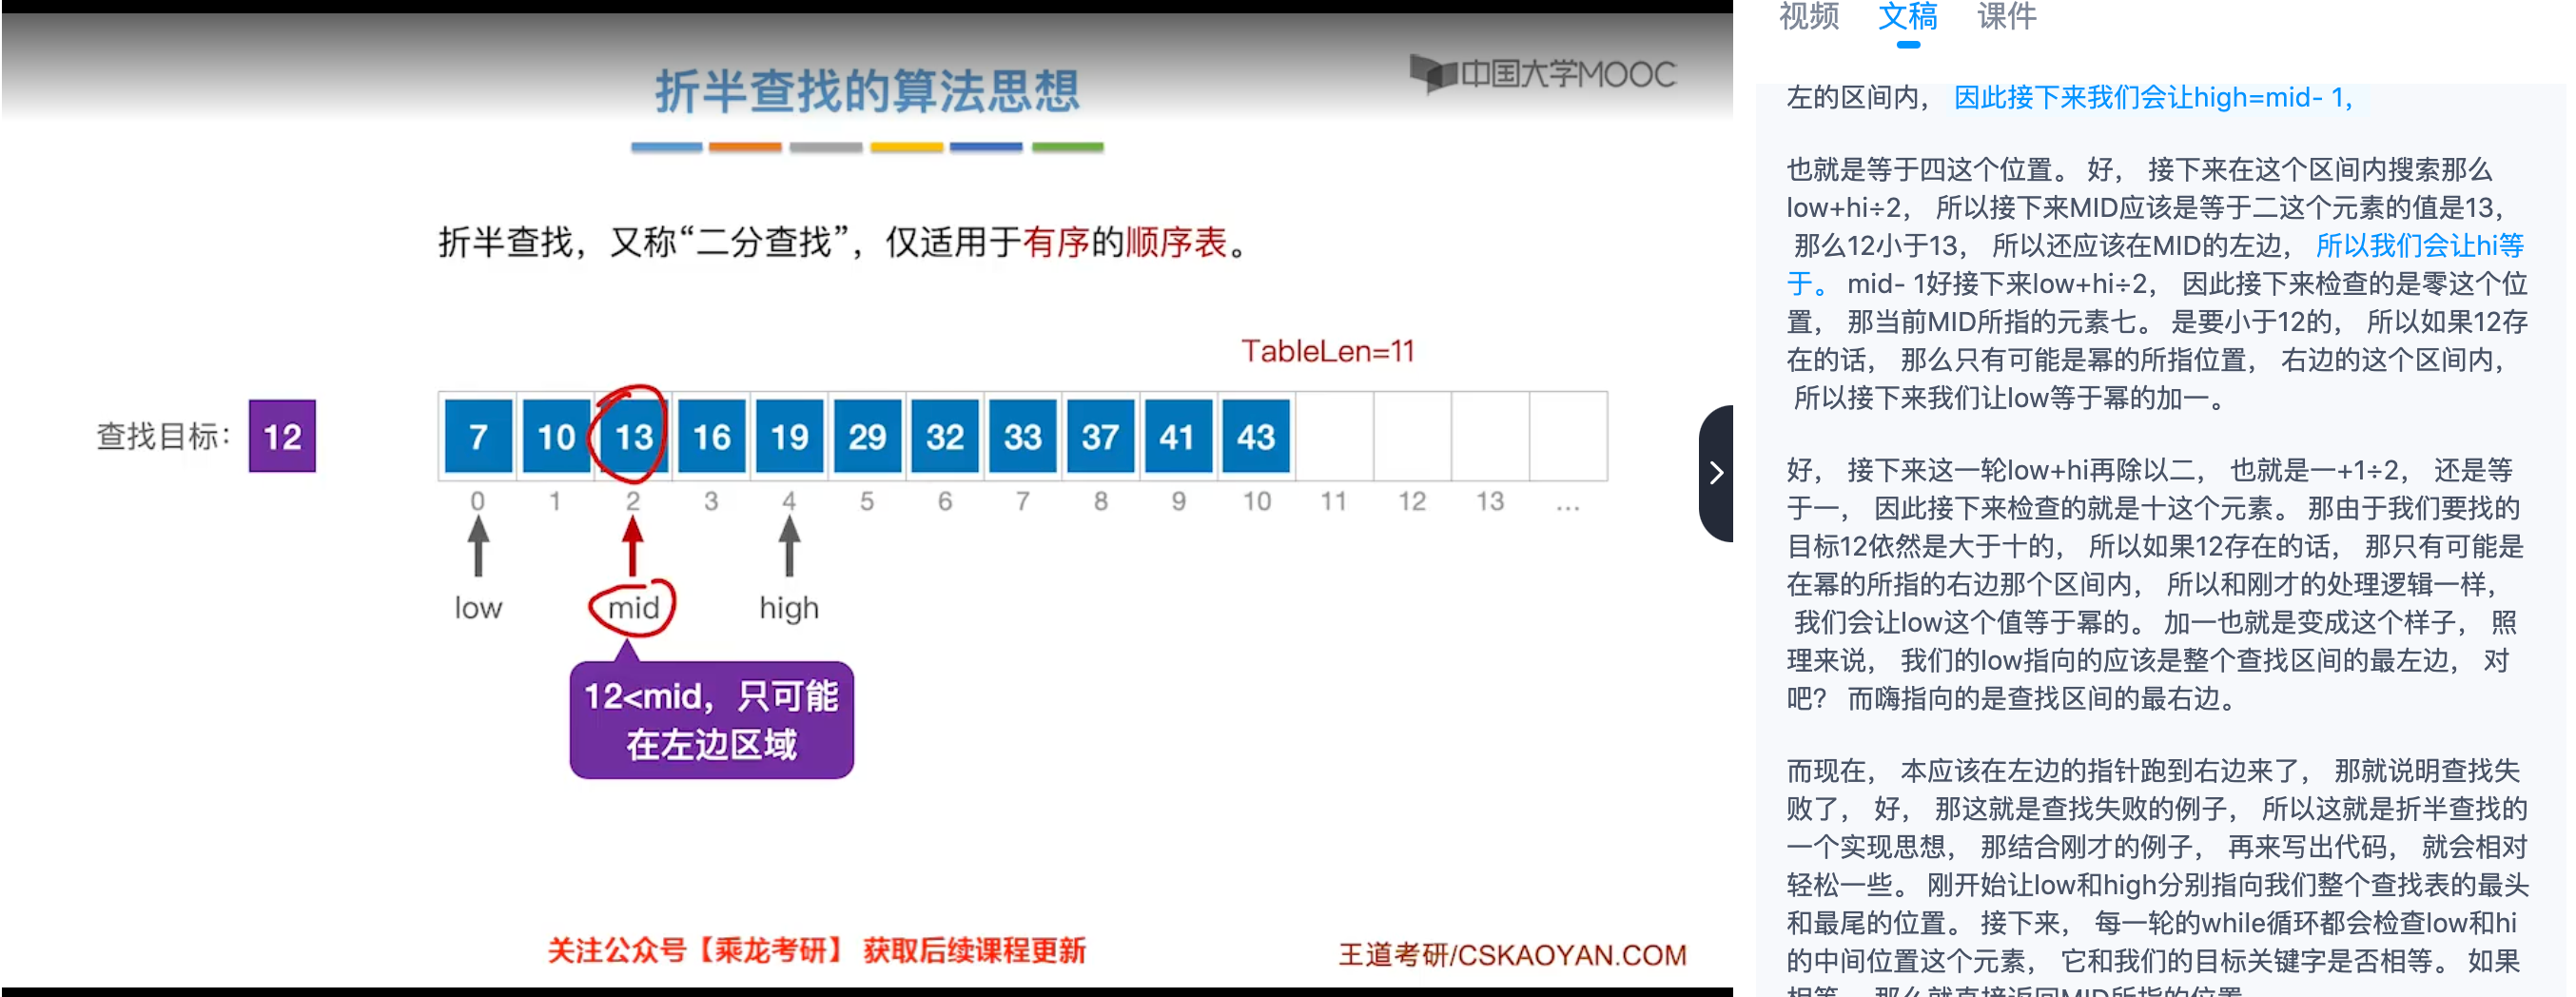 折半查找的算法思想
中国大学MOOC
折半查找，又称“二分查找”，仅适用于有序的顺序表。
TableLen=11
查找目标： 12
7 10 13 16 19 29 32 33 37 41 43
0 1 2 3 4 5 6 7 8 9 10 11 12 13 ...
low mid high
12<mid，只可能
在左边区域
关注公众号【乘龙考研】 获取后续课程更新
王道考研/CSKAOYAN.COM
视频 文稿 课件
左的区间内， 因此接下来我们会让high=mid- 1,
也就是等于四这个位置。 好， 接下来在这个区间内搜索那么
low+hi÷2， 所以接下来MID应该是等于二这个元素的值是13，
那么12小于13， 所以还应该在MID的左边， 所以我们会让hi等
于。 mid- 1好接下来low+hi÷2， 因此接下来检查的是零这个位
置， 那当前MID所指的元素七。 是要小于12的， 所以如果12存
在的话， 那么只有可能是幂的所指位置， 右边的这个区间内，
所以接下来我们让low等于幂的加一。
好， 接下来这一轮low+hi再除以二， 也就是一+1÷2， 还是等
于一， 因此接下来检查的就是十这个元素。 那由于我们要找的
目标12依然是大于十的， 所以如果12存在的话， 那只有可能是
在幂的所指的右边那个区间内， 所以和刚才的处理逻辑一样，
我们会让low这个值等于幂的。 加一也就是变成这个样子， 照
理来说， 我们的low指向的应该是整个查找区间的最左边， 对
吧？ 而嗨指向的是查找区间的最右边。
而现在， 本应该在左边的指针跑到右边来了， 那就说明查找失
败了， 好， 那这就是查找失败的例子， 所以这就是折半查找的
一个实现思想， 那结合刚才的例子， 再来写出代码， 就会相对
轻松一些。 刚开始让low和high分别指向我们整个查找表的最头
和最尾的位置。 接下来， 每一轮的while循环都会检查low和hi
的中间位置这个元素， 它和我们的目标关键字是否相等。 如果
相等， 那么就直接返回MID所指的位置